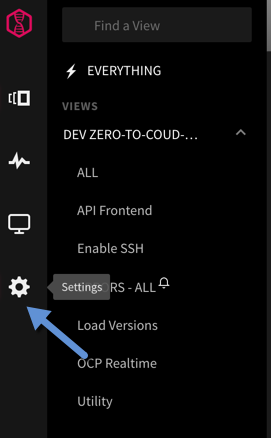 Find a View
EVERYTHING
VIEWS
DEV ZERO-TO-COUD-...
ALL
API Frontend
Enable SSH
Settings
RS - ALL
Load Versions
OCP Realtime
Utility